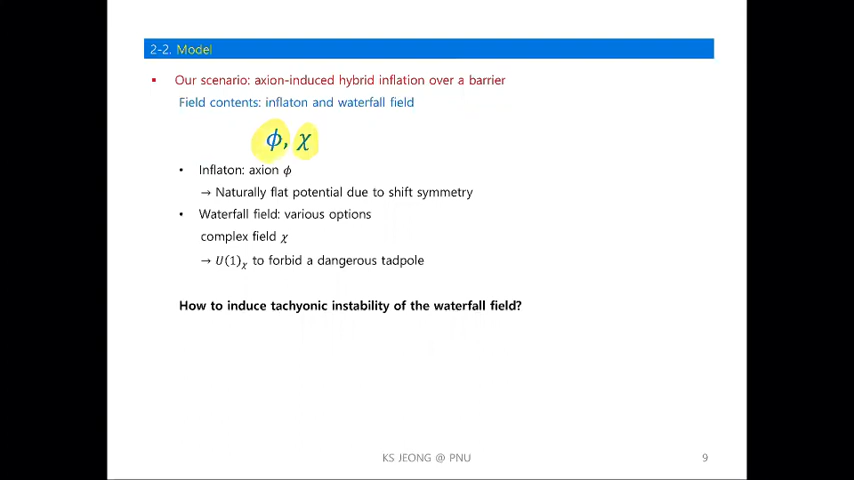 2-2. Model
▪ Our scenario: axion-induced hybrid inflation over a barrier
Field contents: inflaton and waterfall field
ϕ, χ
• Inflaton: axion ϕ
→ Naturally flat potential due to shift symmetry
• Waterfall field: various options
complex field χ
→ U(1)χ to forbid a dangerous tadpole
How to induce tachyonic instability of the waterfall field?
KS JEONG @ PNU
9